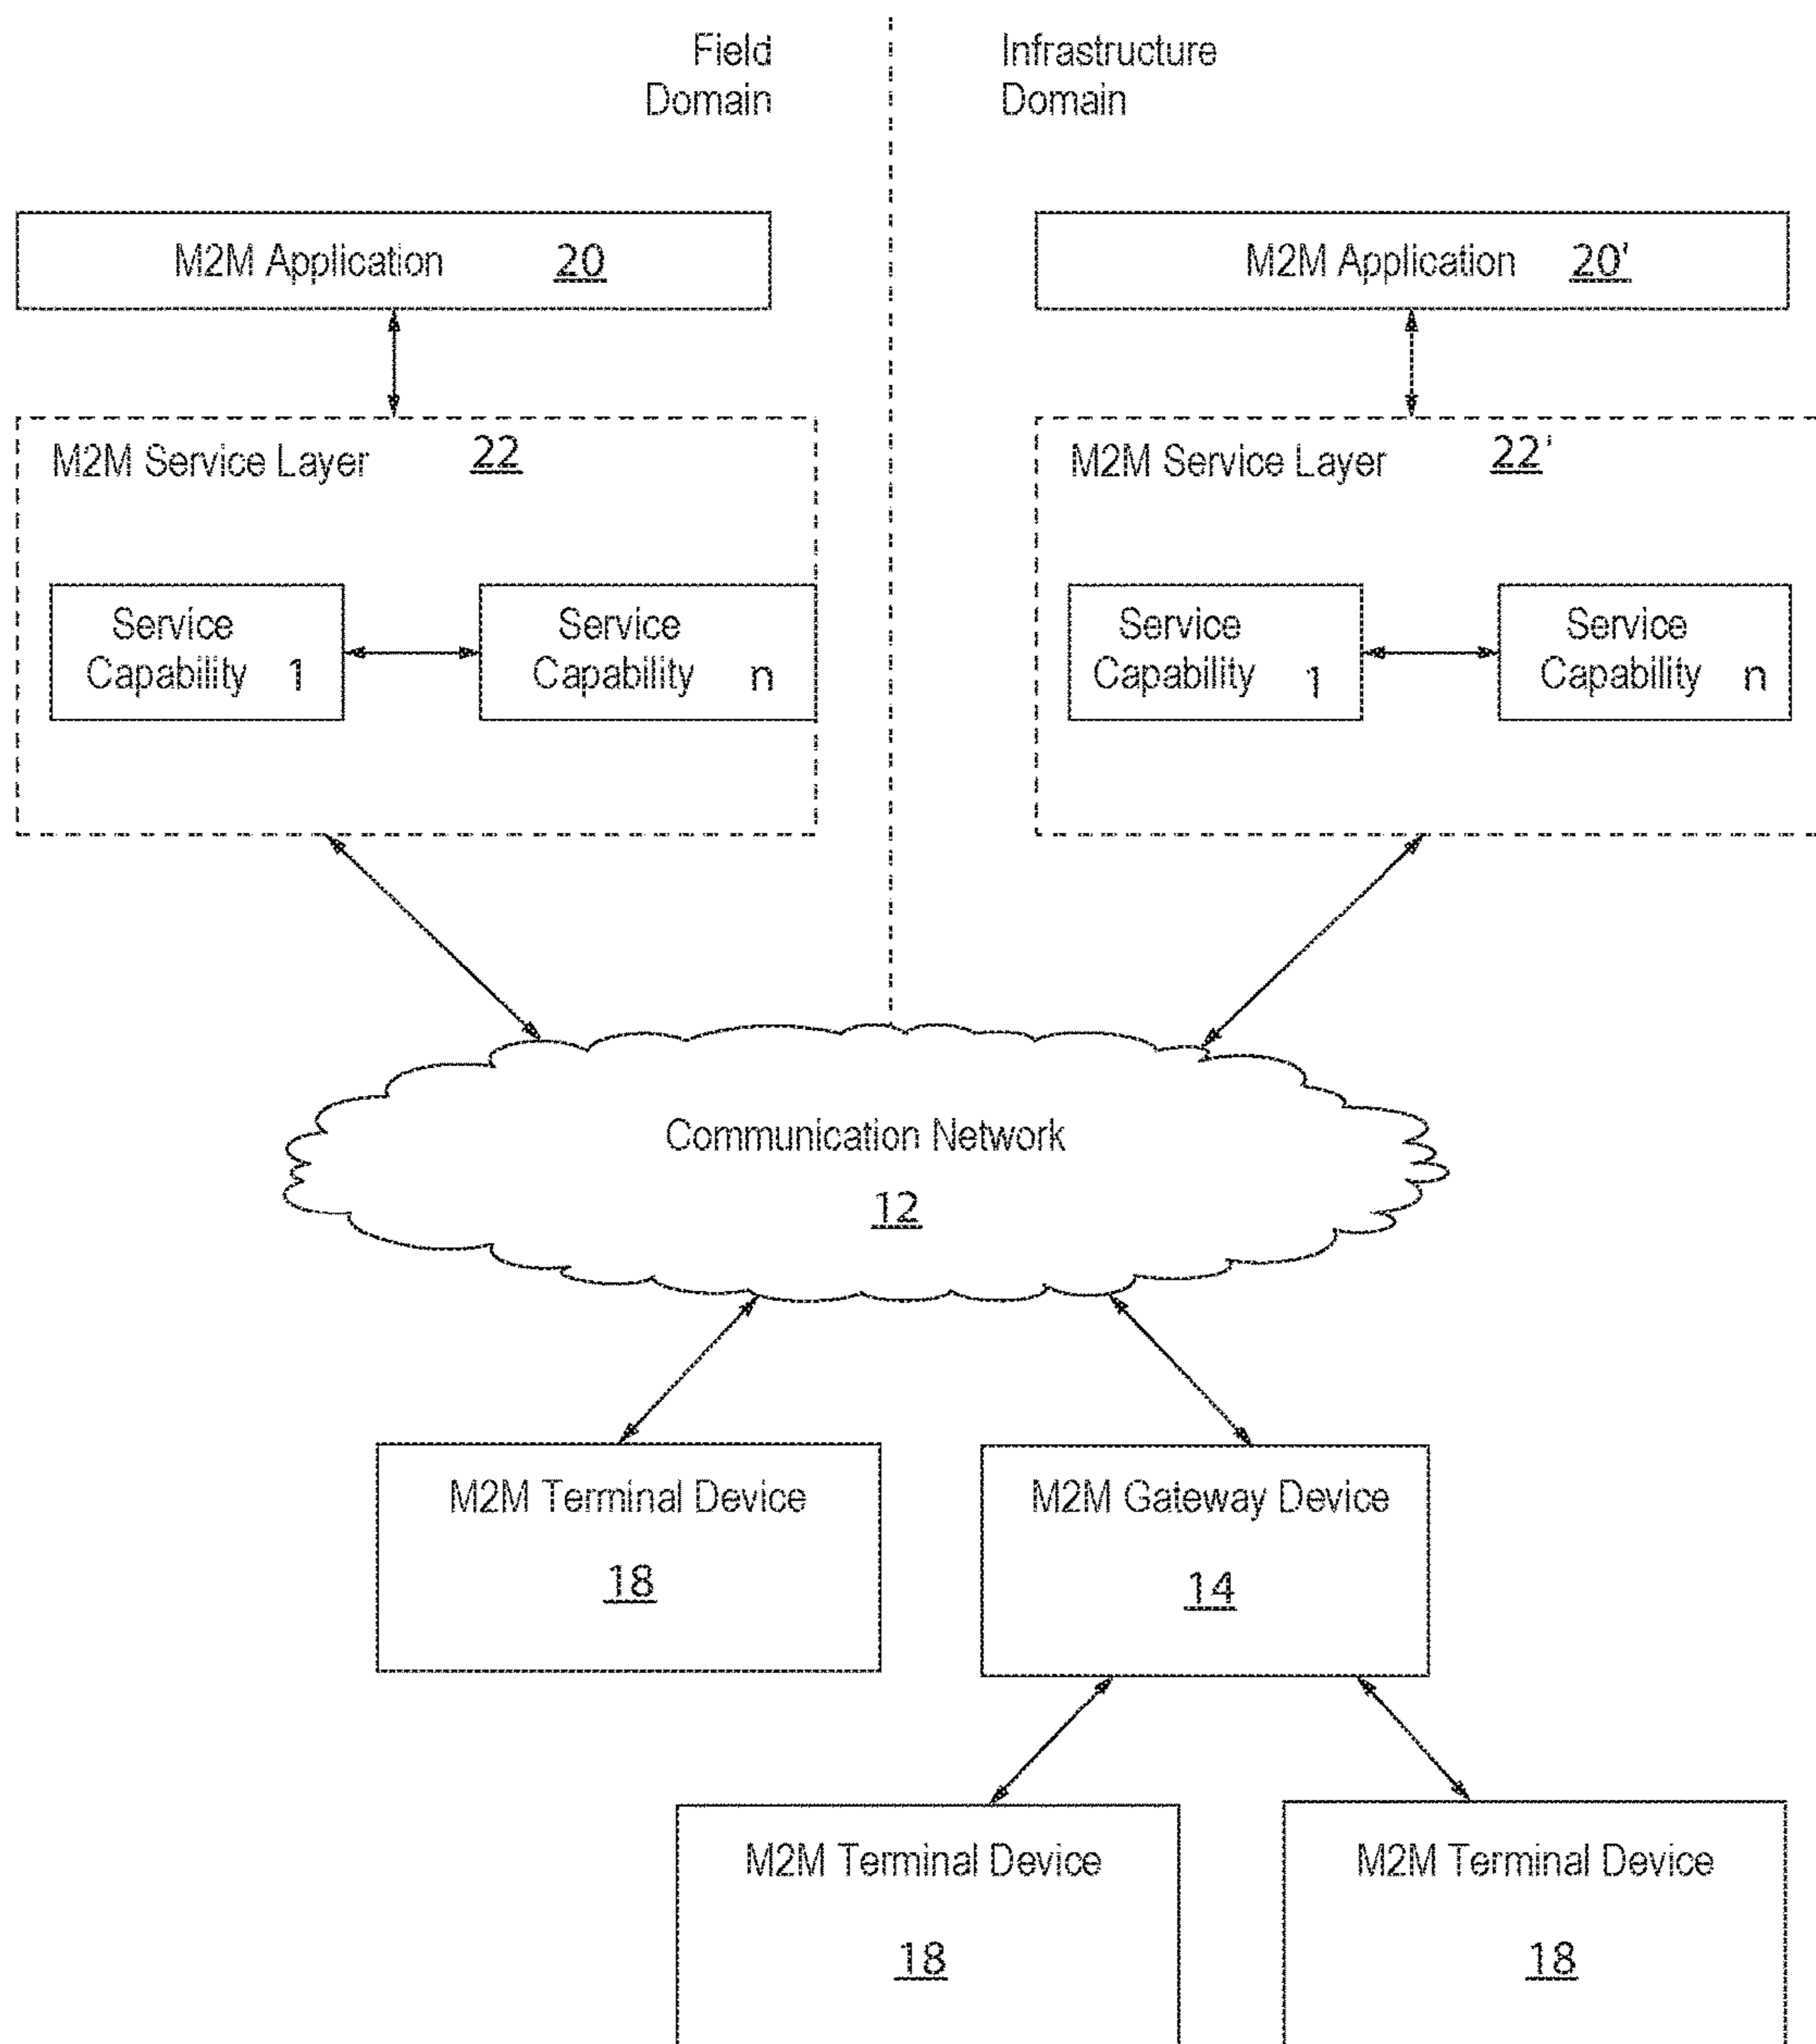 Field
Domain
Infrastructure
Domain
M2M Application 20
M2M Application 20'
M2M Service Layer 22
M2M Service Layer 22'
Service
Capability 1
Service
Capability n
Service
Capability 1
Service
Capability n
Communication Network
12
M2M Terminal Device
18
M2M Gateway Device
14
M2M Terminal Device
18
M2M Terminal Device
18